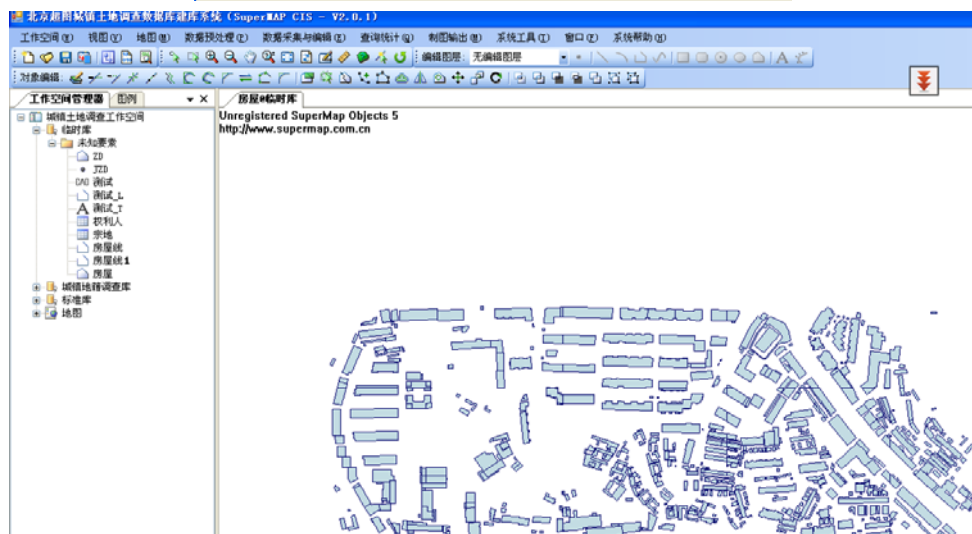 北京超图城镇土地调查数据库建库系统 (SuperMAP CIS - V2.0.1)
工作空间(W) 视图(V) 地图(M) 数据预处理(P) 数据采集与编辑(E) 查询统计(Q) 制图输出(M) 系统工具(T) 窗口(Z) 系统帮助(H)
编辑图层: 无编辑图层
对象编辑:
工作空间管理器 图例
房屋@临时库
Unregistered SuperMap Objects 5
http://www.supermap.com.cn
城镇土地调查工作空间
临时库
未知要素
ZD
JZD
CAD 测试
测试_L
A 测试_T
权利人
宗地
房屋线
房屋线1
房屋
城镇地籍调查库
标准库
地图